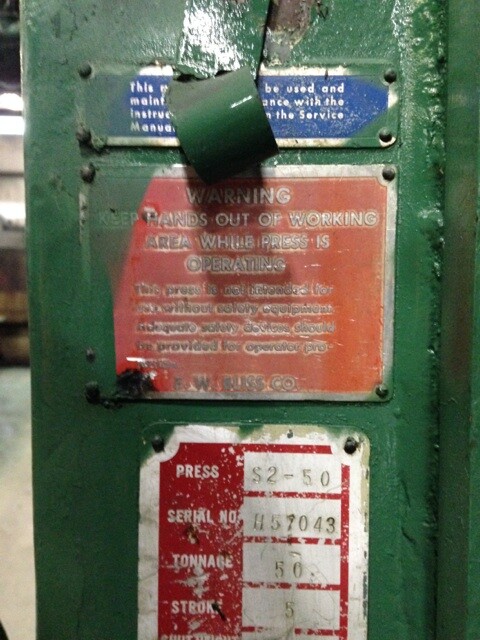 This be used and
maint ance with the
Instruc n the Service
Manua
WARNING
KEEP HANDS OUT OF WORKING
AREA WHILE PRESS IS
OPERATING
This press is not intended for
use without safety equipment.
Adequate safety devices should
be provided for operator pro-
E. W. BLISS CO.
PRESS S2-50
SERIAL NO. H57043
TONNAGE 50
STROKE 5
SHUT HEIGHT